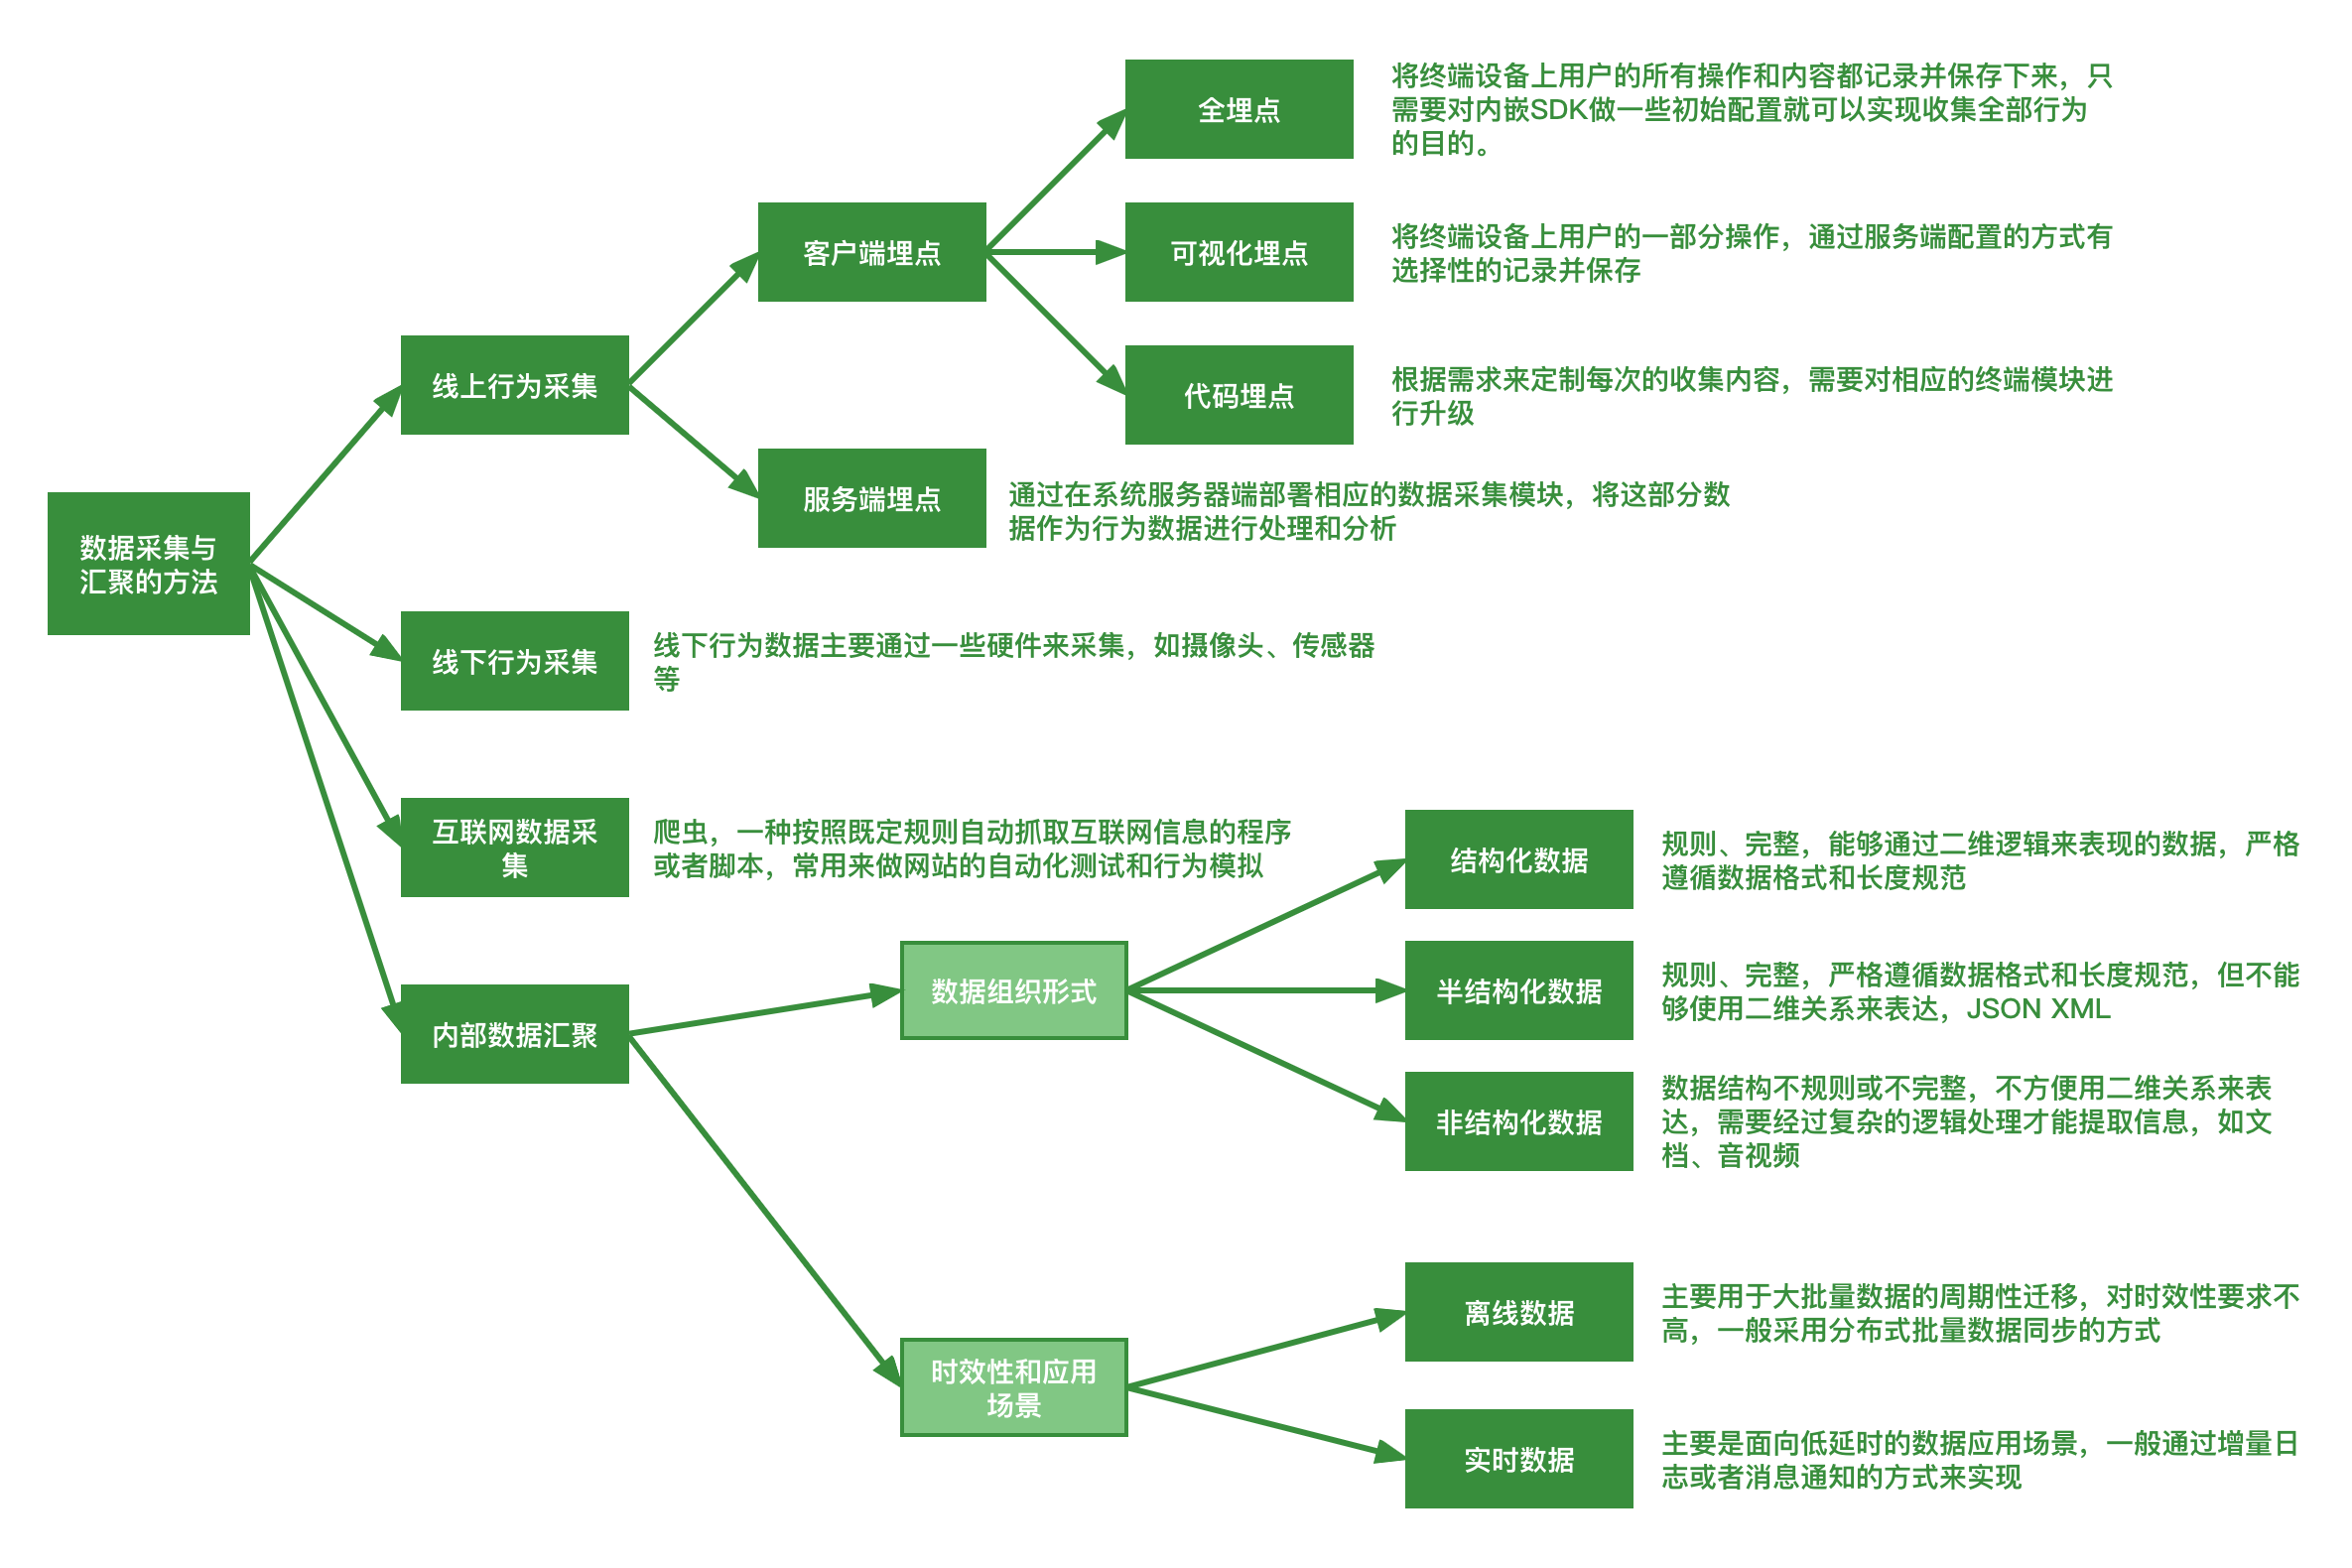 数据采集与
汇聚的方法
线上行为采集
客户端埋点
全埋点
将终端设备上用户的所有操作和内容都记录并保存下来，只
需要对内嵌SDK做一些初始配置就可以实现收集全部行为
的目的。
可视化埋点
将终端设备上用户的一部分操作，通过服务端配置的方式有
选择性的记录并保存
代码埋点
根据需求来定制每次的收集内容，需要对相应的终端模块进
行升级
服务端埋点
通过在系统服务器端部署相应的数据采集模块，将这部分数
据作为行为数据进行处理和分析
线下行为采集
线下行为数据主要通过一些硬件来采集，如摄像头、传感器
等
互联网数据采
集
爬虫，一种按照既定规则自动抓取互联网信息的程序
或者脚本，常用来做网站的自动化测试和行为模拟
内部数据汇聚
数据组织形式
结构化数据
规则、完整，能够通过二维逻辑来表现的数据，严格
遵循数据格式和长度规范
半结构化数据
规则、完整，严格遵循数据格式和长度规范，但不能
够使用二维关系来表达，JSON XML
非结构化数据
数据结构不规则或不完整，不方便用二维关系来表
达，需要经过复杂的逻辑处理才能提取信息，如文
档、音视频
时效性和应用
场景
离线数据
主要用于大批量数据的周期性迁移，对时效性要求不
高，一般采用分布式批量数据同步的方式
实时数据
主要是面向低延时的数据应用场景，一般通过增量日
志或者消息通知的方式来实现